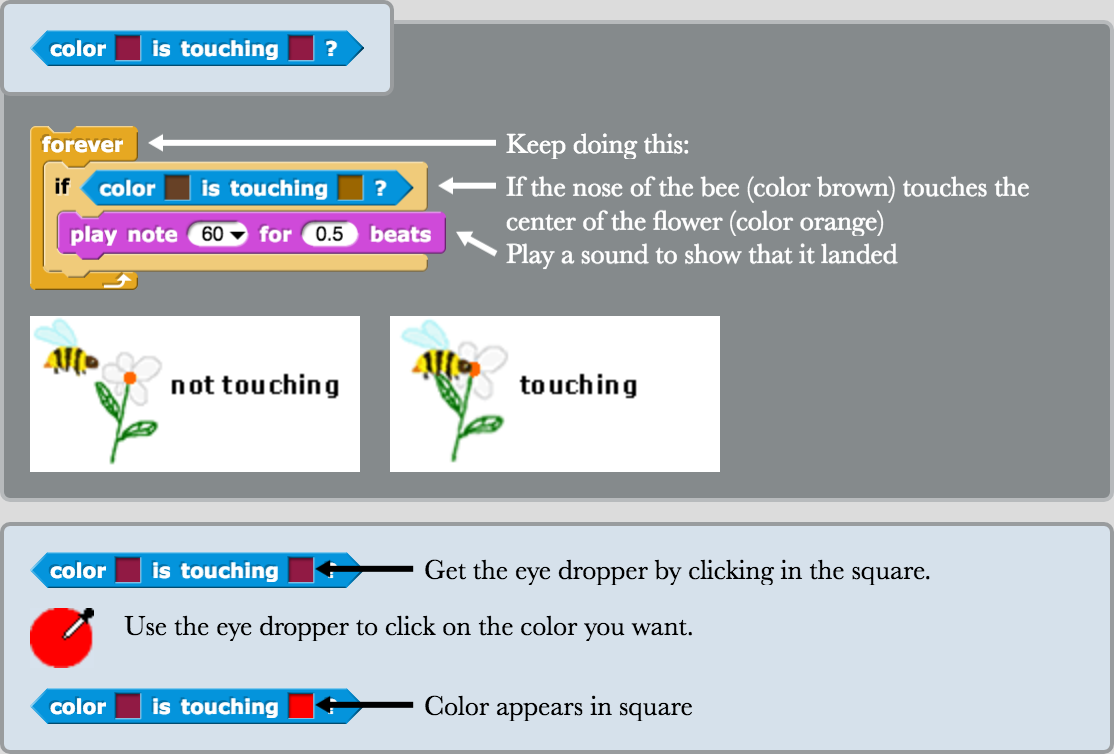 color is touching ?
forever
Keep doing this:
if color is touching ?
If the nose of the bee (color brown) touches the
center of the flower (color orange)
play note 60 for 0.5 beats
Play a sound to show that it landed
not touching
touching
color is touching ?
Get the eye dropper by clicking in the square.
Use the eye dropper to click on the color you want.
color is touching ?
Color appears in square